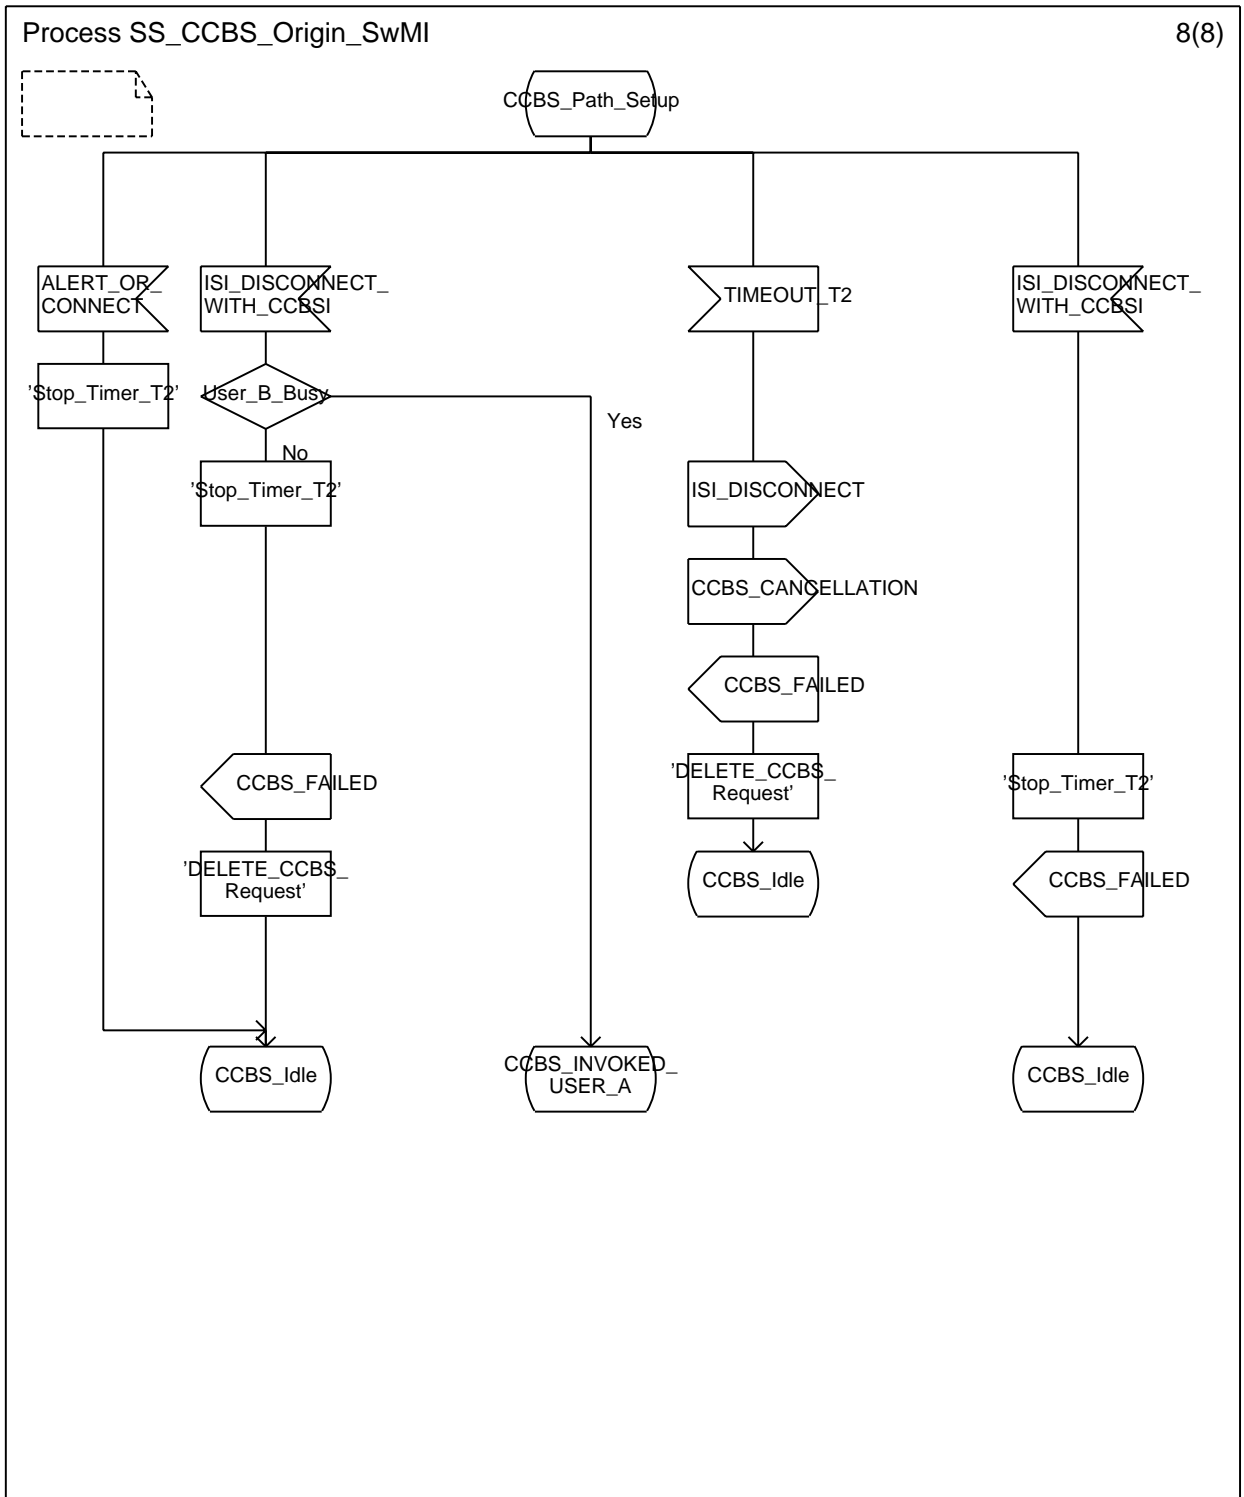 Process SS_CCBS_Origin_SwMI
8(8)
CCBS_Path_Setup
ALERT_OR_
CONNECT
ISI_DISCONNECT_
WITH_CCBSI
TIMEOUT_T2
ISI_DISCONNECT_
WITH_CCBSI
'Stop_Timer_T2'
User_B_Busy
Yes
No
'Stop_Timer_T2'
ISI_DISCONNECT
CCBS_CANCELLATION
CCBS_FAILED
CCBS_FAILED
'DELETE_CCBS_
Request'
'Stop_Timer_T2'
'DELETE_CCBS_
Request'
CCBS_Idle
CCBS_FAILED
CCBS_Idle
CCBS_INVOKED_
USER_A
CCBS_Idle